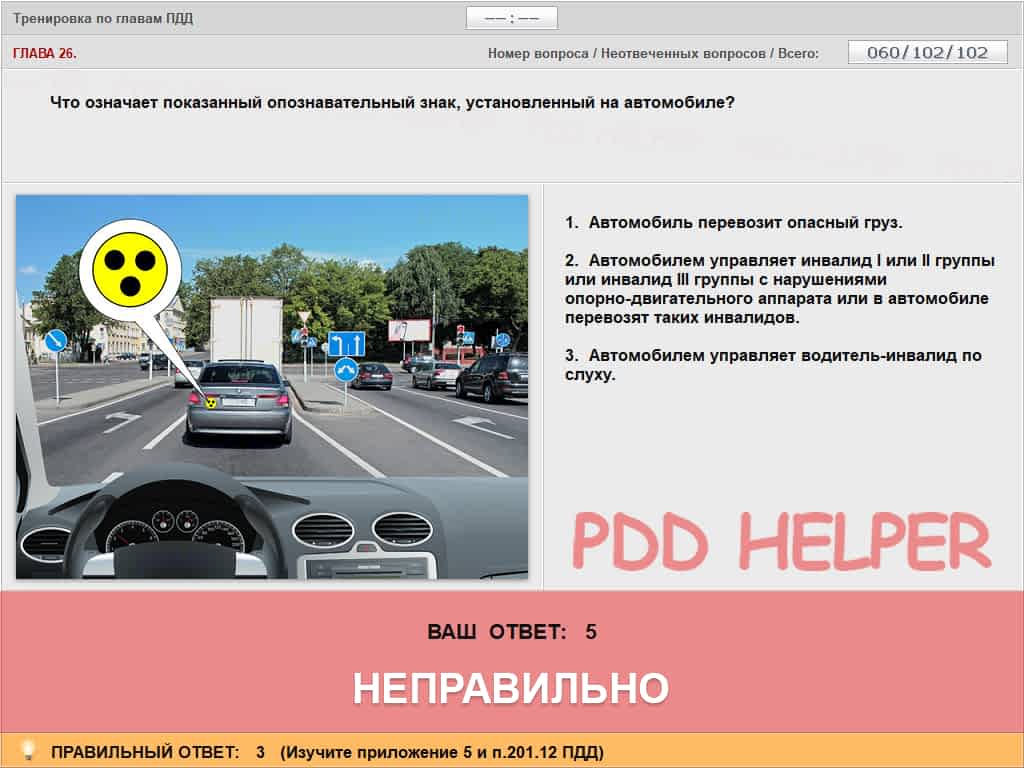 Тренировка по главам ПДД
—— : ——
ГЛАВА 26.
Номер вопроса / Неотвеченных вопросов / Всего:
060/102/102
Что означает показанный опознавательный знак, установленный на автомобиле?
1. Автомобиль перевозит опасный груз.
2. Автомобилем управляет инвалид I или II группы
или инвалид III группы с нарушениями
опорно-двигательного аппарата или в автомобиле
перевозят таких инвалидов.
3. Автомобилем управляет водитель-инвалид по
слуху.
PDD HELPER
ВАШ ОТВЕТ: 5
НЕПРАВИЛЬНО
ПРАВИЛЬНЫЙ ОТВЕТ: 3 (Изучите приложение 5 и п.201.12 ПДД)